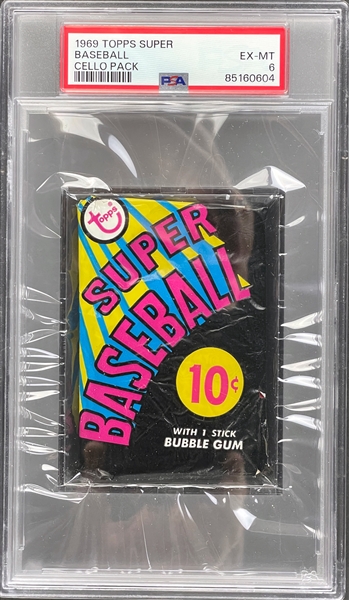 1969 TOPPS SUPER
BASEBALL
CELLO PACK
EX-MT
6
PSA
85160604
topps
SUPER
BASEBALL
10¢
WITH 1 STICK
BUBBLE GUM